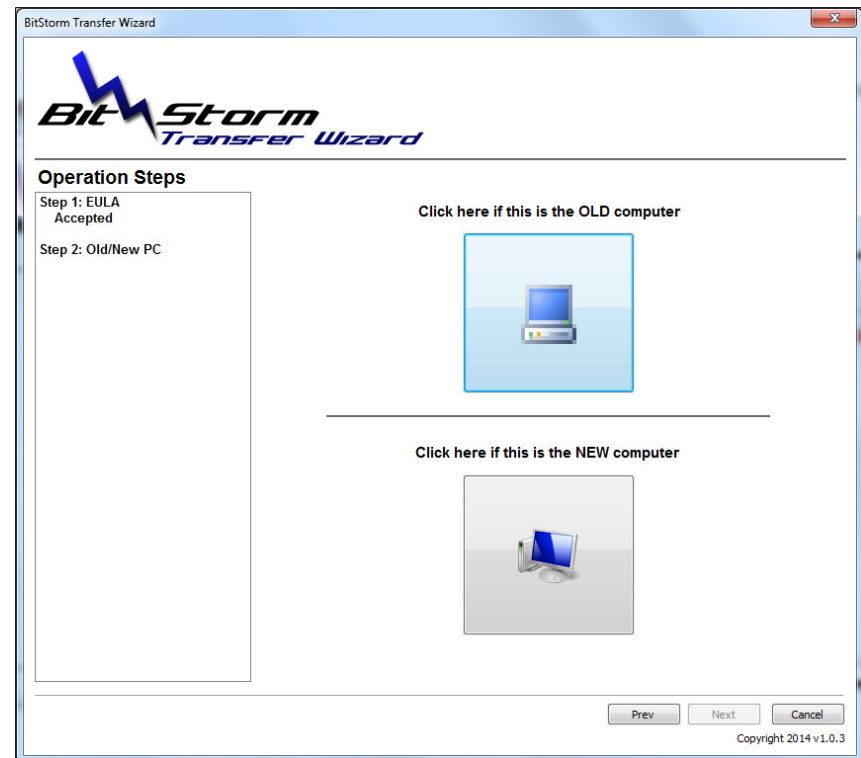 BitStorm Transfer Wizard
Bit Storm
Transfer Wizard
Operation Steps
Step 1: EULA
Accepted
Step 2: Old/New PC
Click here if this is the OLD computer
Click here if this is the NEW computer
Prev
Next
Cancel
Copyright 2014 v1.0.3